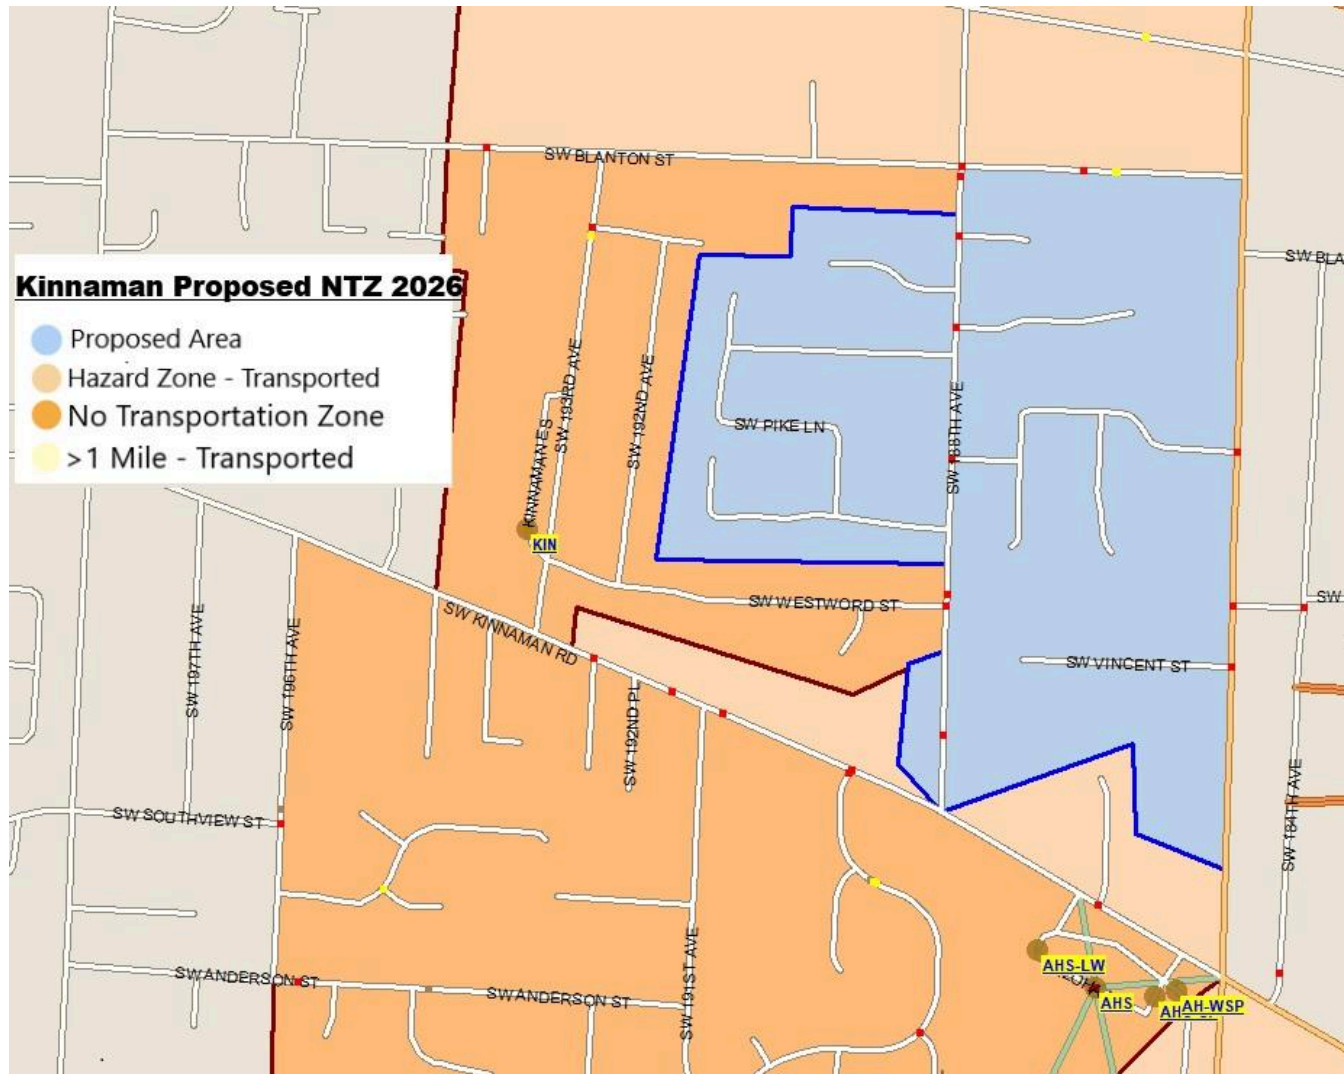 SW BLANTON ST
SW BLA
Kinnaman Proposed NTZ 2026
Proposed Area
Hazard Zone - Transported
No Transportation Zone
>1 Mile - Transported
SW 193RD AVE
SW 192ND AVE
SW 188TH AVE
SW PIKE LN
KINNAMAN ES
KIN
SW WESTWORD ST
SW
SW KINNAMAN RD
SW 197TH AVE
SW 196TH AVE
SW VINCENT ST
SW 192ND PL
SW SOUTHVIEW ST
SW 184TH AVE
SW 191ST AVE
SW ANDERSON ST
SW ANDERSON ST
AHS-LW
AHS
AH-WSP